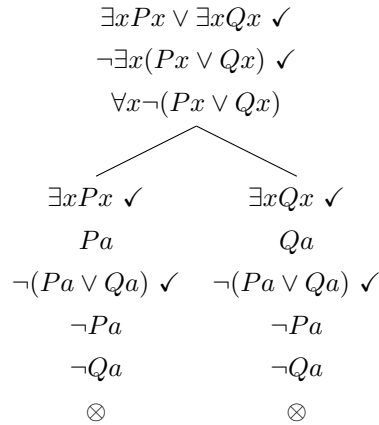 ∃xPx ∨ ∃xQx ✓
¬∃x(Px ∨ Qx) ✓
∀x¬(Px ∨ Qx)
∃xPx ✓ ∃xQx ✓
Pa Qa
¬(Pa ∨ Qa) ✓ ¬(Pa ∨ Qa) ✓
¬Pa ¬Pa
¬Qa ¬Qa
⊗ ⊗